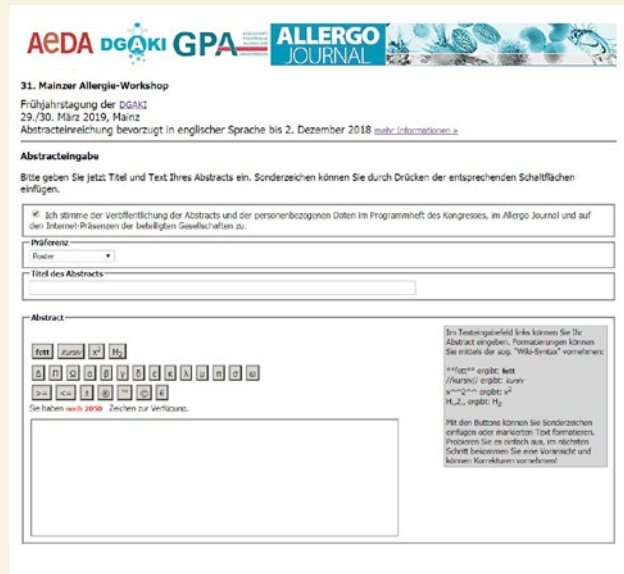 AeDA DGAKI GPA ALLERGO
JOURNAL
31. Mainzer Allergie-Workshop
Frühjahrstagung der DGAKI
29./30. März 2019, Mainz
Abstracteinreichung bevorzugt in englischer Sprache bis 2. Dezember 2018 mehr Informationen »
Abstracteingabe
Bitte geben Sie jetzt Titel und Text Ihres Abstracts ein. Sonderzeichen können Sie durch Drücken der entsprechenden Schaltflächen
einfügen.
Ich stimme der Veröffentlichung der Abstracts und der personenbezogenen Daten im Programmheft des Kongresses, im Allergo Journal und auf
den Internet-Präsenzen der beteiligten Gesellschaften zu.
Präferenz
Poster
Titel des Abstracts
Abstract
fett kursiv x² H₂
Δ Π Ω α β γ δ ε κ λ μ π σ ω
>= <= ± ® ™ © €
Sie haben noch 2050 Zeichen zur Verfügung.
Im Texteingabefeld links können Sie Ihr
Abstract eingeben. Formatierungen können
Sie mittels der sog. "Wiki-Syntax" vornehmen:
**fett** ergibt: fett
//kursiv// ergibt: kursiv
x^^2^^ ergibt: x²
H,,2,, ergibt: H₂
Mit den Buttons können Sie Sonderzeichen
einfügen oder markierten Text formatieren.
Probieren Sie es einfach aus, im nächsten
Schritt bekommen Sie eine Voransicht und
können Korrekturen vornehmen!